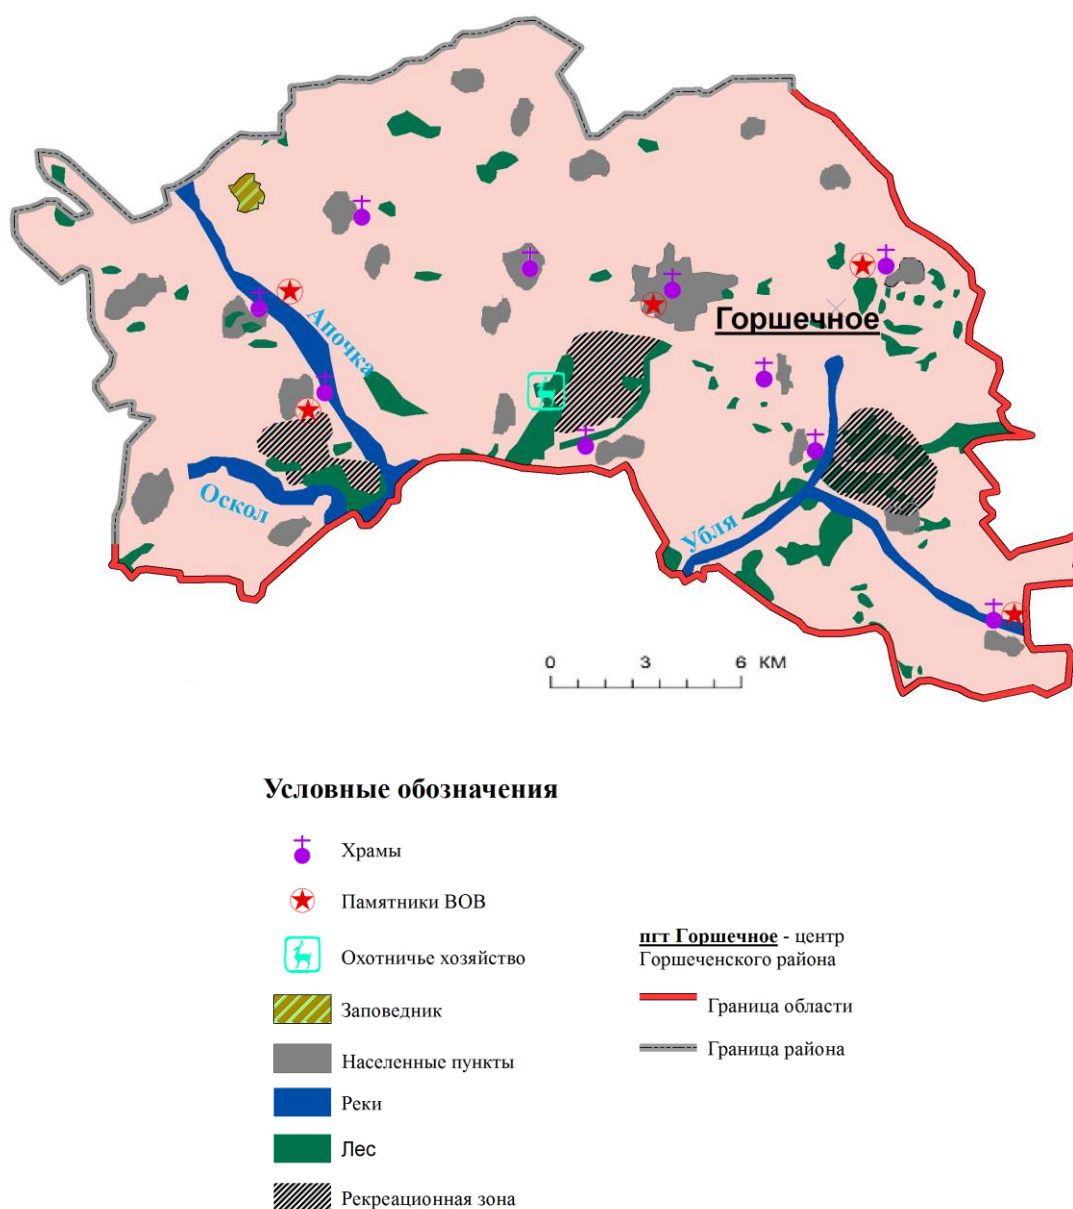 Апочка
Горшечное
Оскол
Убля
0 3 6 КМ
Условные обозначения
Храмы
Памятники ВОВ
Охотничье хозяйство
Заповедник
Населенные пункты
Реки
Лес
Рекреационная зона
пгт Горшечное - центр
Горшеченского района
Граница области
Граница района